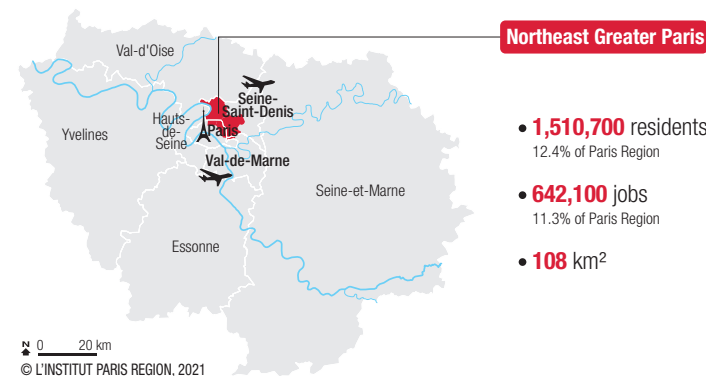 Northeast Greater Paris
Val-d'Oise
Seine-
Saint-Denis
Hauts-
de-
Seine
Paris
Yvelines
Val-de-Marne
Seine-et-Marne
Essonne
• 1,510,700 residents
12.4% of Paris Region
• 642,100 jobs
11.3% of Paris Region
• 108 km²
N 0 20 km
© L'INSTITUT PARIS REGION, 2021